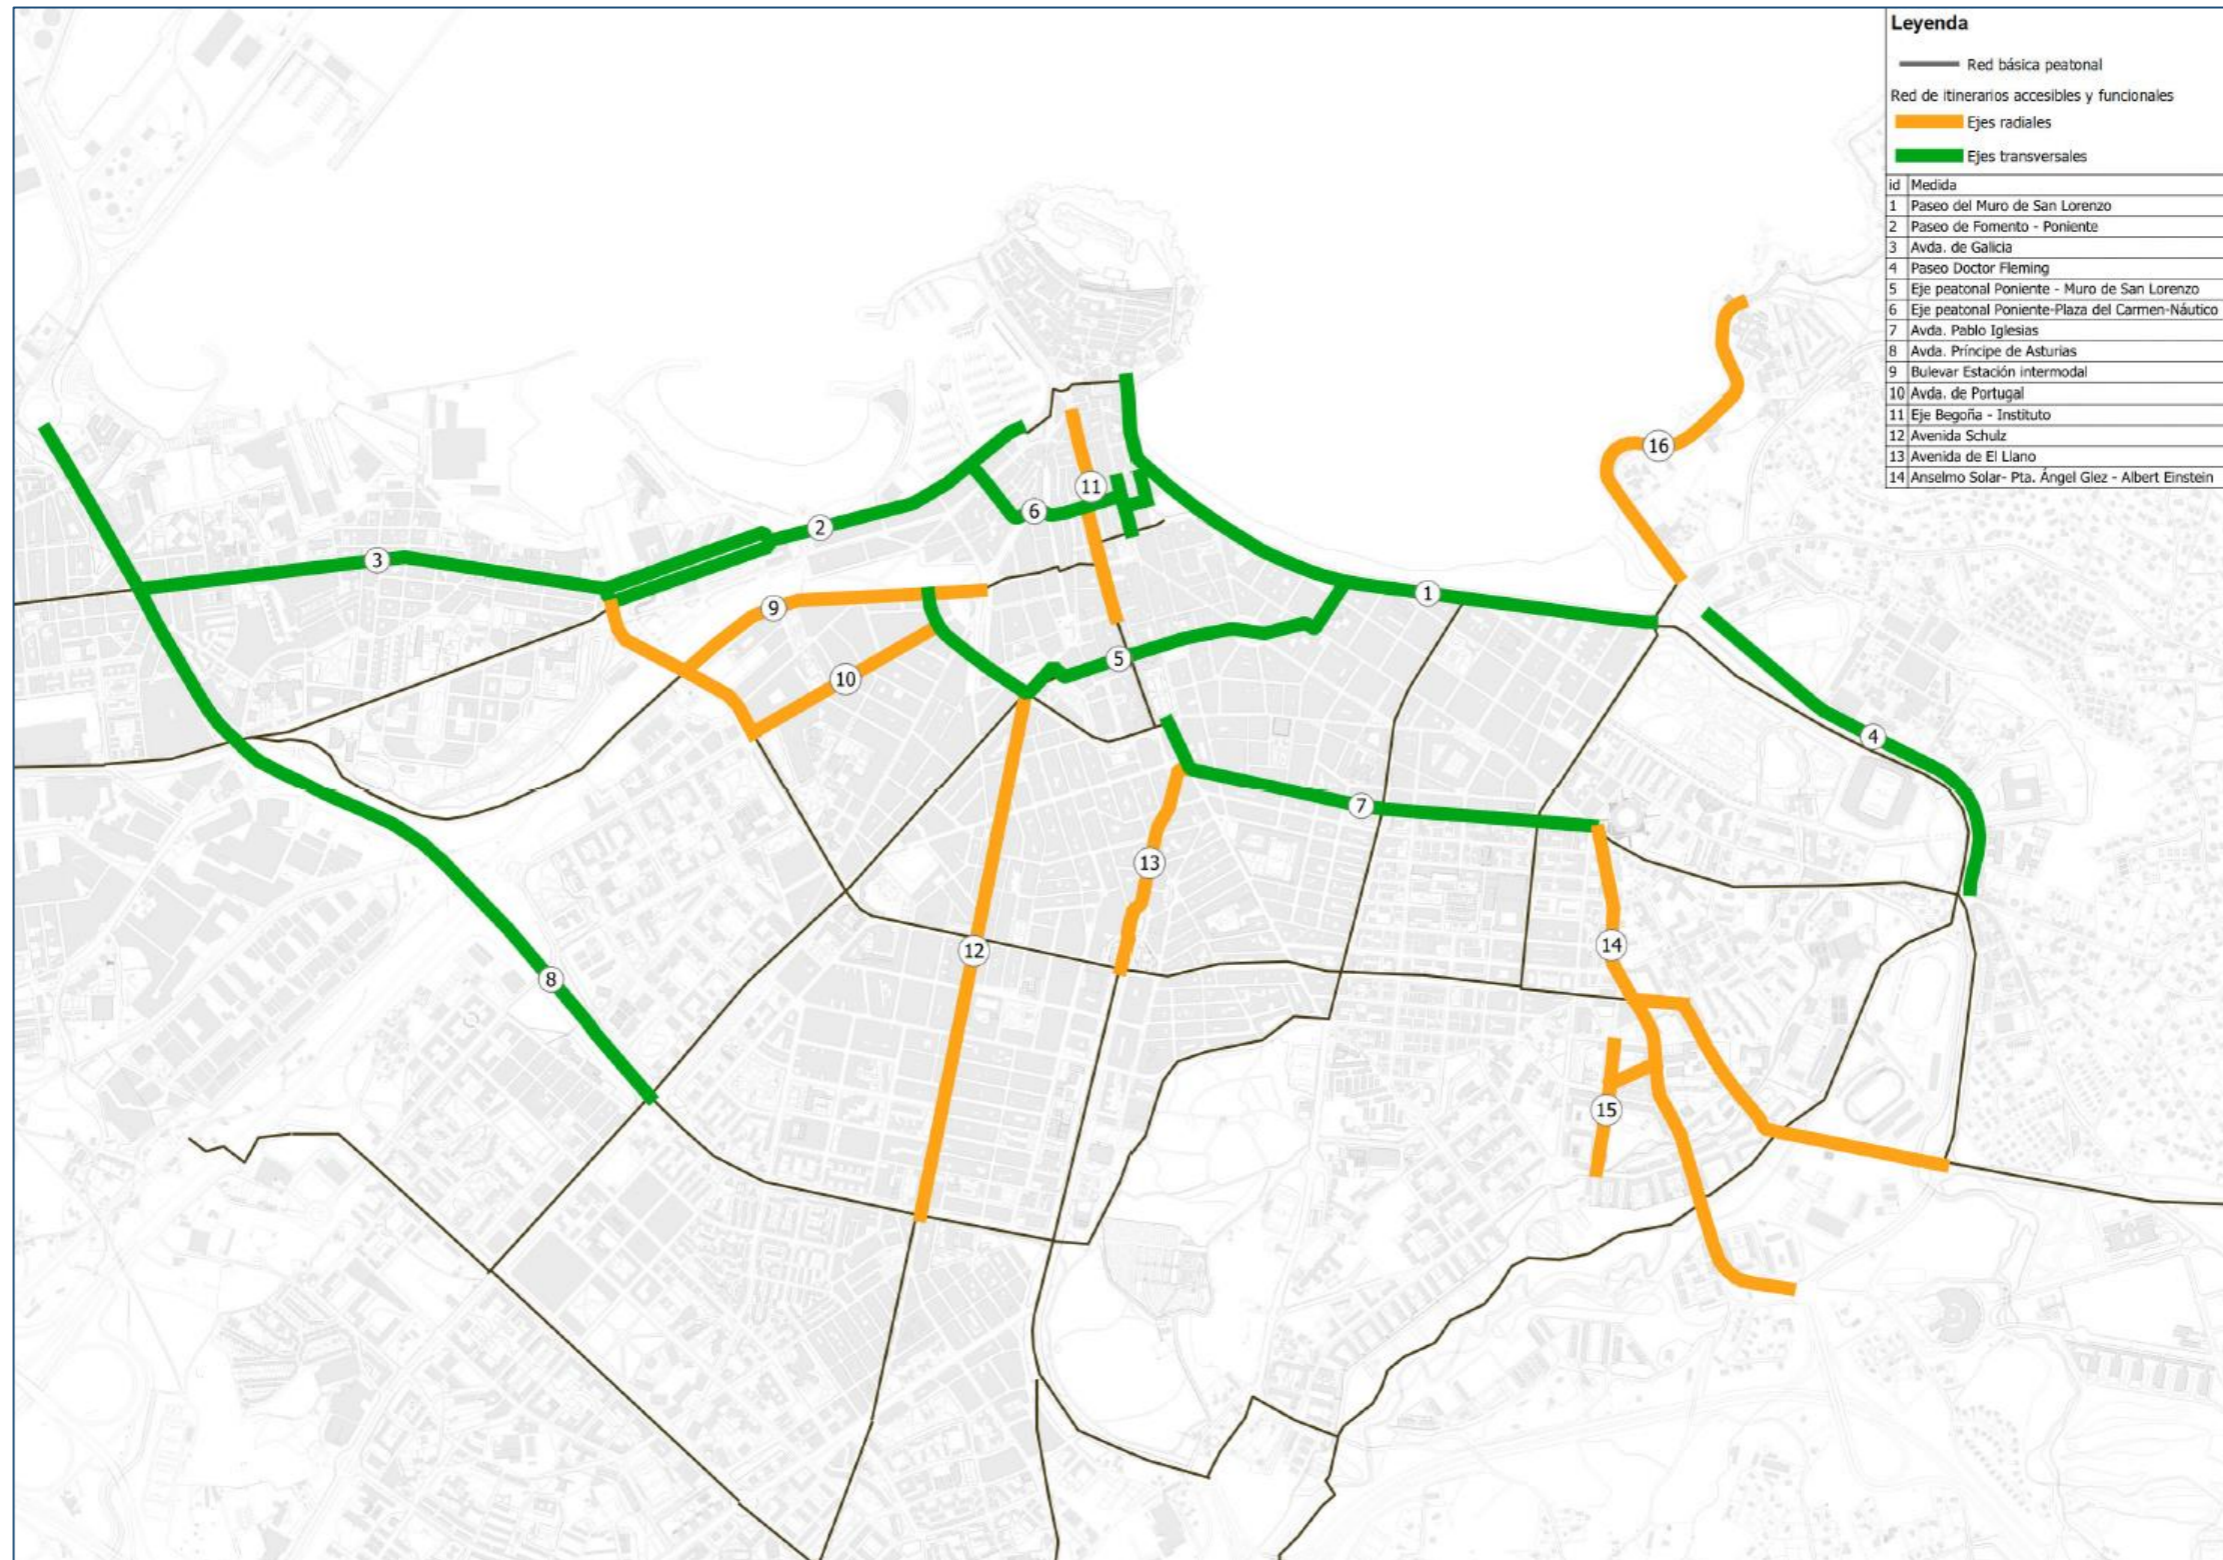 Leyenda
Red básica peatonal
Red de itinerarios accesibles y funcionales
Ejes radiales
Ejes transversales
id Medida
1 Paseo del Muro de San Lorenzo
2 Paseo de Fomento - Poniente
3 Avda. de Galicia
4 Paseo Doctor Fleming
5 Eje peatonal Poniente - Muro de San Lorenzo
6 Eje peatonal Poniente-Plaza del Carmen-Náutico
7 Avda. Pablo Iglesias
8 Avda. Príncipe de Asturias
9 Bulevar Estación intermodal
10 Avda. de Portugal
11 Eje Begoña - Instituto
12 Avenida Schulz
13 Avenida de El Llano
14 Anselmo Solar- Pta. Ángel Glez - Albert Einstein
16
11
6
2
3
1
9
5
10
4
7
13
14
12
8
15